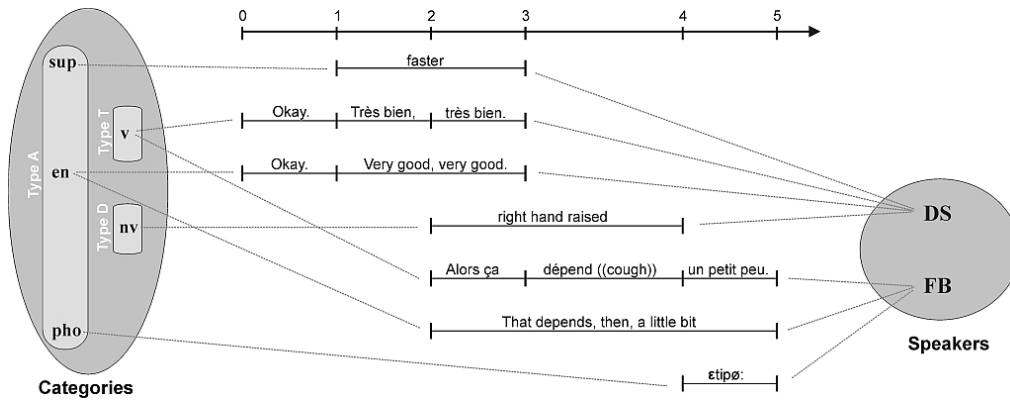 0 1 2 3 4 5
sup
faster
Type T
v
Okay. Très bien, très bien.
Type A
en
Okay. Very good, very good.
Type D
nv
right hand raised
DS
Alors ça dépend ((cough)) un petit peu.
FB
pho
That depends, then, a little bit
Speakers
εtipø:
Categories